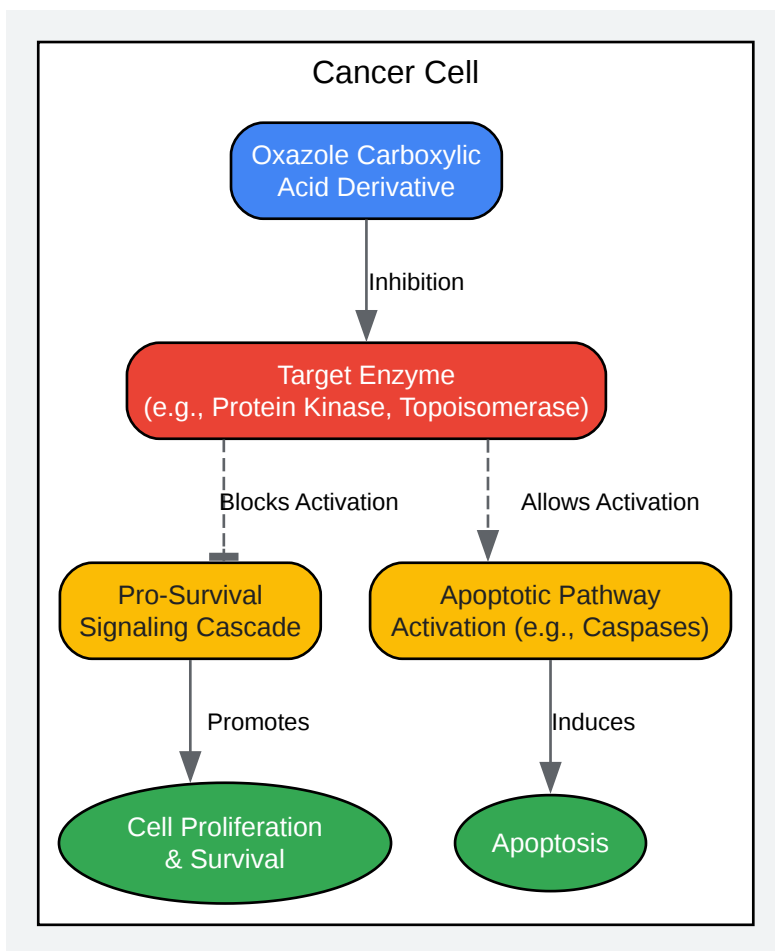 Cancer Cell
Oxazole Carboxylic
Acid Derivative
Inhibition
Target Enzyme
(e.g., Protein Kinase, Topoisomerase)
Blocks Activation
Allows Activation
Pro-Survival
Signaling Cascade
Apoptotic Pathway
Activation (e.g., Caspases)
Promotes
Induces
Cell Proliferation
& Survival
Apoptosis